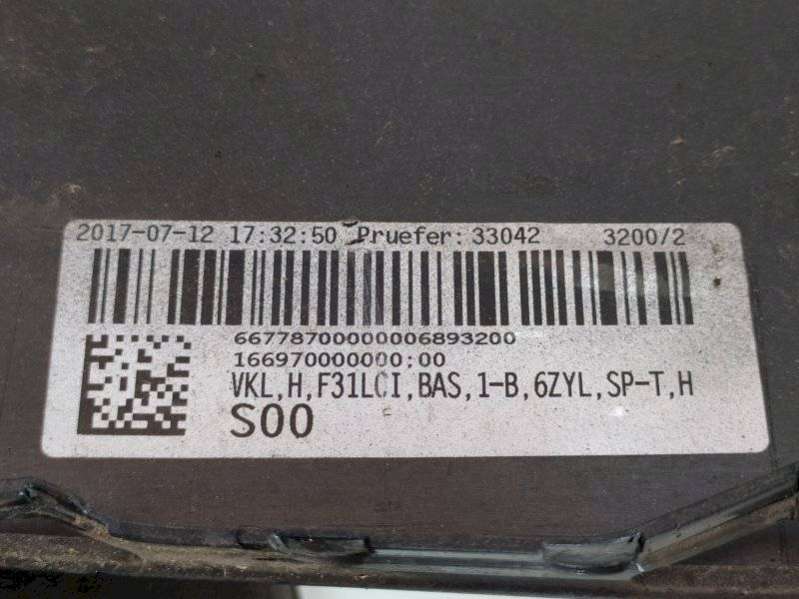 2017-07-12 17:32:50 Pruefer:33042 3200/2
66778700000006893200
166970000000;00
VKL,H,F31LCI,BAS,1-B,6ZYL,SP-T,H
S00